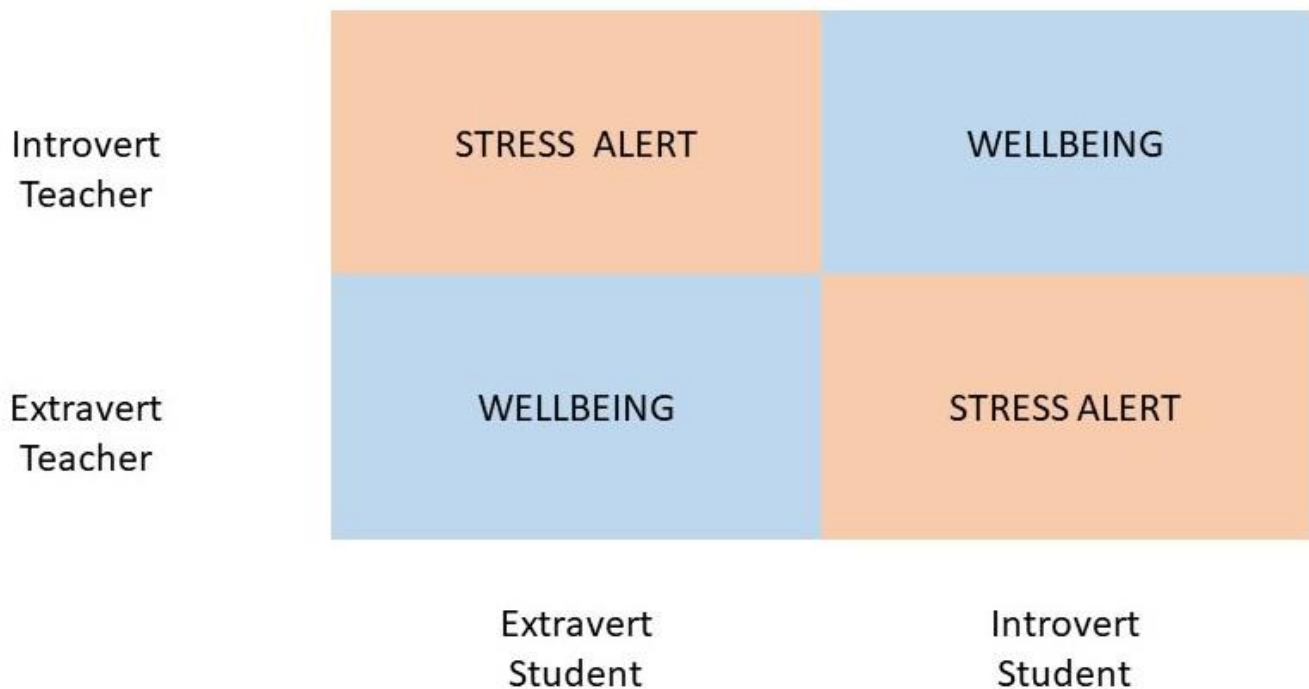 Introvert
Teacher
STRESS  ALERT
WELLBEING
Extravert
Teacher
WELLBEING
STRESS ALERT
Extravert
Student
Introvert
Student